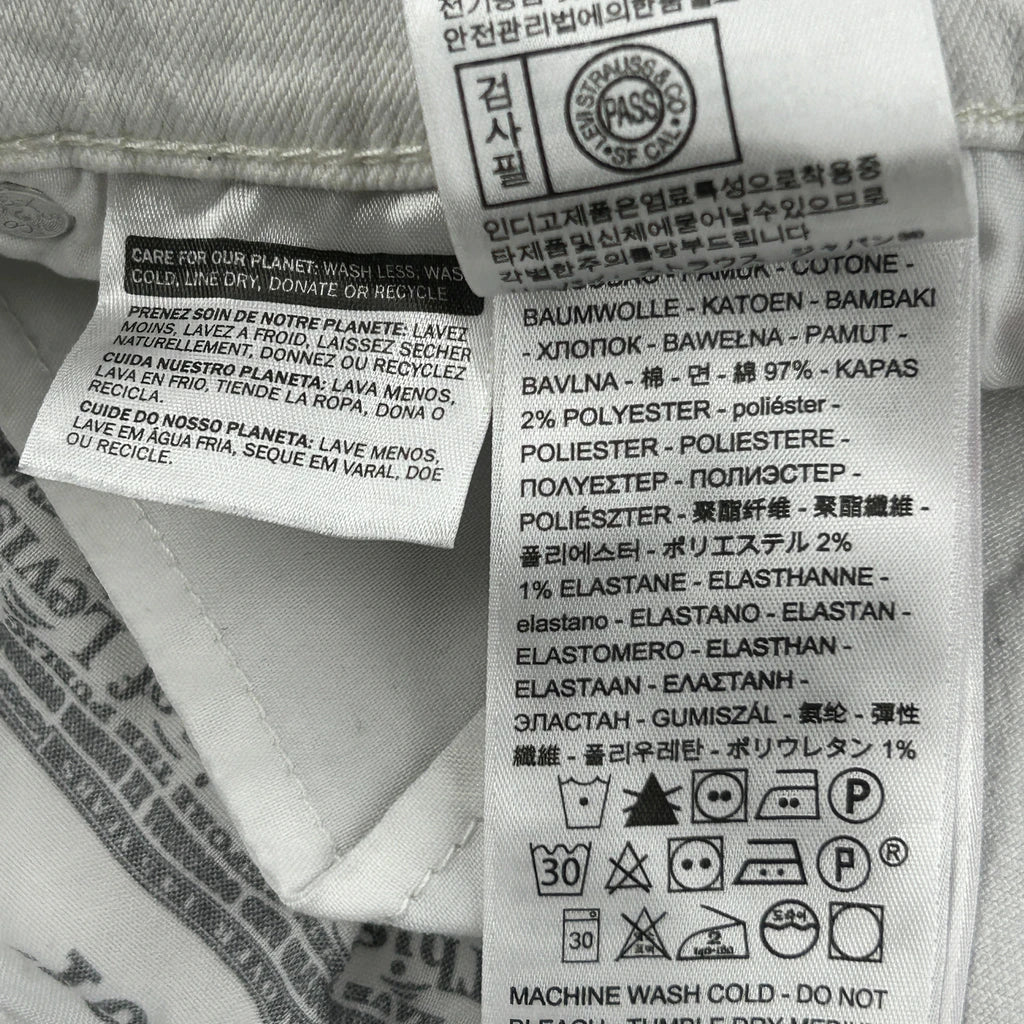 안전관리법에의한품
검사필
LEVI STRAUSS & CO
PASS
SF CAL
인디고제품은염료특성으로착용중
타제품및신체에묻어날수있으므로
각별한주의를당부드립니다
CARE FOR OUR PLANET: WASH LESS, WAS
COLD, LINE DRY, DONATE OR RECYCLE
PRENEZ SOIN DE NOTRE PLANETE: LAVEZ
MOINS, LAVEZ A FROID, LAISSEZ SECHER
NATURELLEMENT, DONNEZ OU RECYCLEZ
CUIDA NUESTRO PLANETA: LAVA MENOS,
LAVA EN FRIO, TIENDE LA ROPA, DONA O
RECICLA.
CUIDE DO NOSSO PLANETA: LAVE MENOS,
LAVE EM ÁGUA FRIA, SEQUE EM VARAL, DOE
OU RECICLE.
PAMUK - COTONE -
BAUMWOLLE - KATOEN - BAMBAKI
- ХЛОПОК - BAWEŁNA - PAMUT -
BAVLNA - 棉 - 면 - 綿 97% - KAPAS
2% POLYESTER - poliéster -
POLIESTER - POLIESTERE -
ΠΟΛΥΕΣΤΕΡ - ПОЛИЭСТЕР -
POLIÉSZTER - 聚酯纤维 - 聚酯纖維 -
폴리에스터 - ポリエステル 2%
1% ELASTANE - ELASTHANNE -
elastano - ELASTANO - ELASTAN -
ELASTOMERO - ELASTHAN -
ELASTAAN - ΕΛΑΣΤΑΝΗ -
ЭЛАСТАН - GUMISZÁL - 氨纶 - 彈性
纖維 - 폴리우레탄 - ポリウレタン 1%
P
30 P ®
30 드라이
MACHINE WASH COLD - DO NOT
BLEACH - TUMBLE DRY